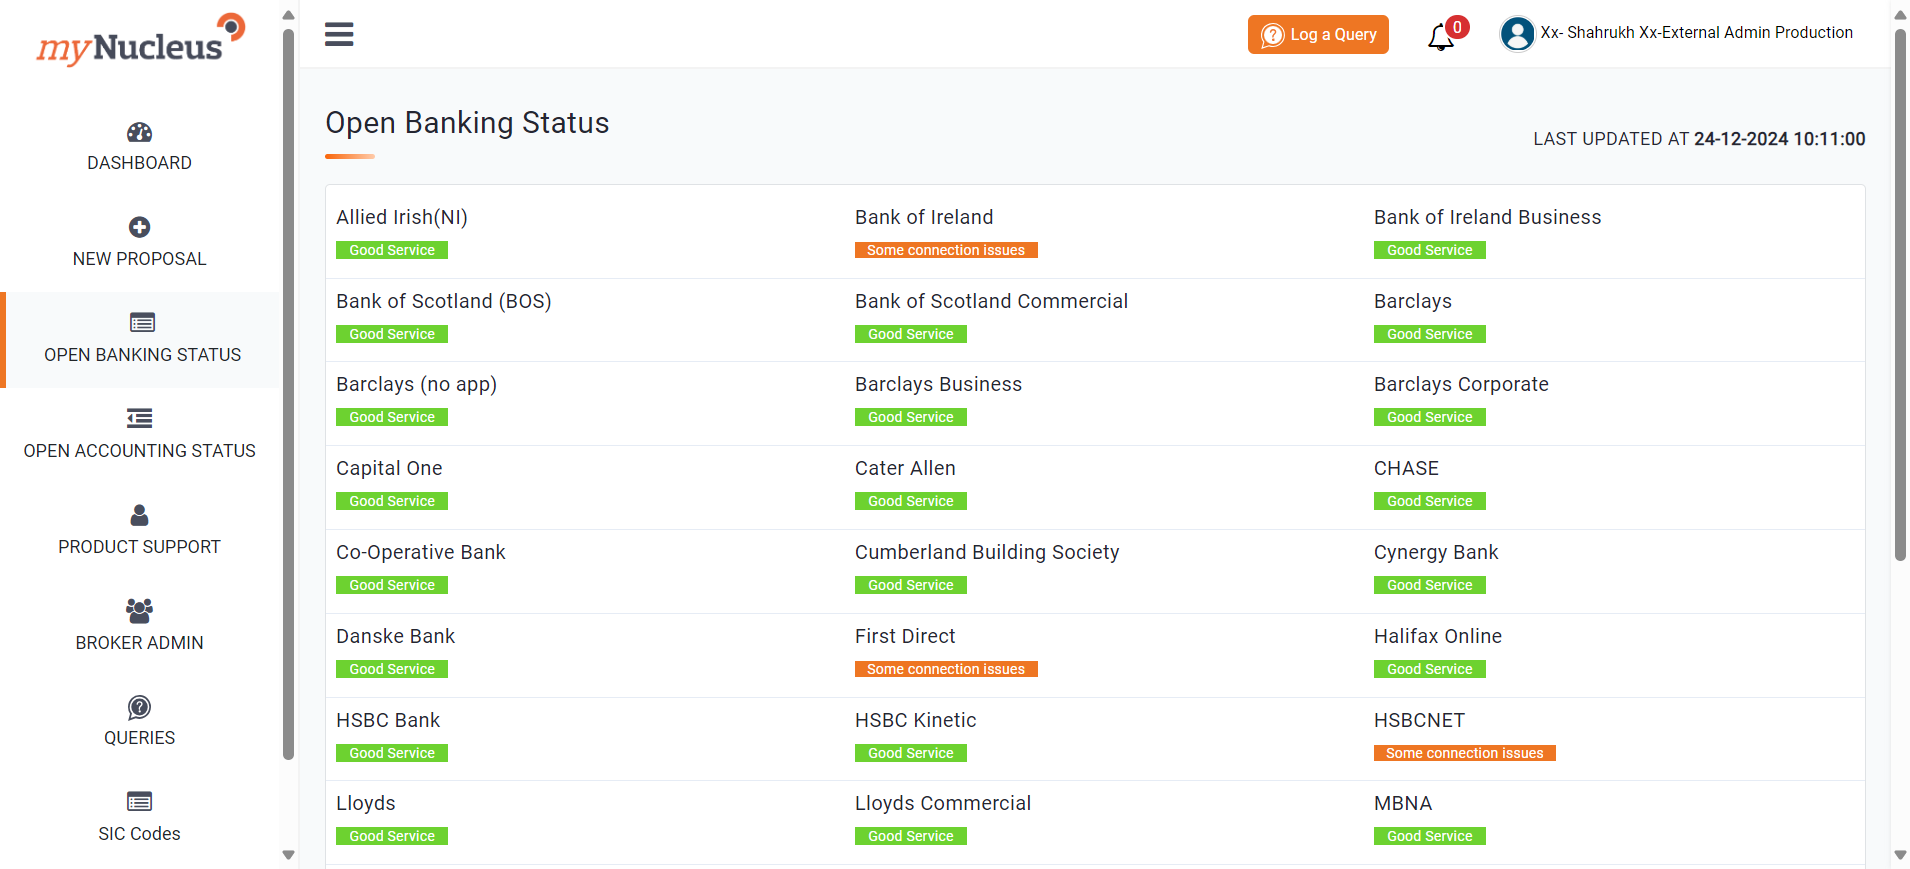 myNucleus
DASHBOARD
NEW PROPOSAL
OPEN BANKING STATUS
OPEN ACCOUNTING STATUS
PRODUCT SUPPORT
BROKER ADMIN
QUERIES
SIC Codes
Log a Query
0
Xx- Shahrukh Xx-External Admin Production
Open Banking Status
LAST UPDATED AT 24-12-2024 10:11:00
Allied Irish(NI)
Good Service
Bank of Ireland
Some connection issues
Bank of Ireland Business
Good Service
Bank of Scotland (BOS)
Good Service
Bank of Scotland Commercial
Good Service
Barclays
Good Service
Barclays (no app)
Good Service
Barclays Business
Good Service
Barclays Corporate
Good Service
Capital One
Good Service
Cater Allen
Good Service
CHASE
Good Service
Co-Operative Bank
Good Service
Cumberland Building Society
Good Service
Cynergy Bank
Good Service
Danske Bank
Good Service
First Direct
Some connection issues
Halifax Online
Good Service
HSBC Bank
Good Service
HSBC Kinetic
Good Service
HSBCNET
Some connection issues
Lloyds
Good Service
Lloyds Commercial
Good Service
MBNA
Good Service